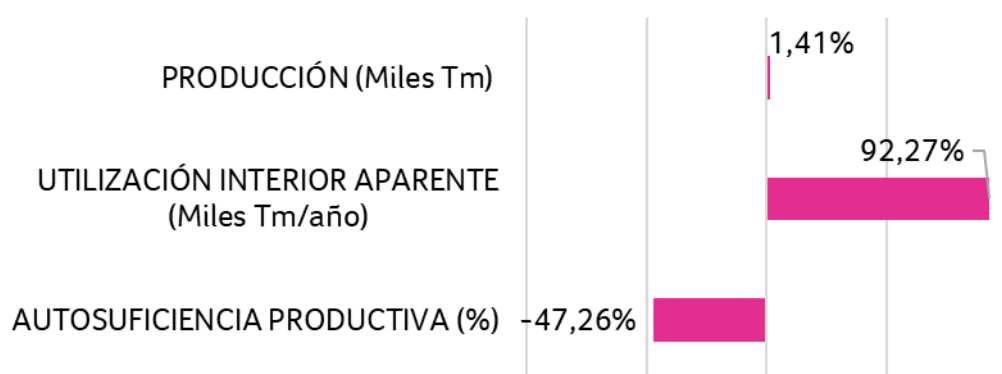 1,41%
PRODUCCIÓN (Miles Tm)
92,27%
UTILIZACIÓN INTERIOR APARENTE
(Miles Tm/año)
AUTOSUFICIENCIA PRODUCTIVA (%) -47,26%